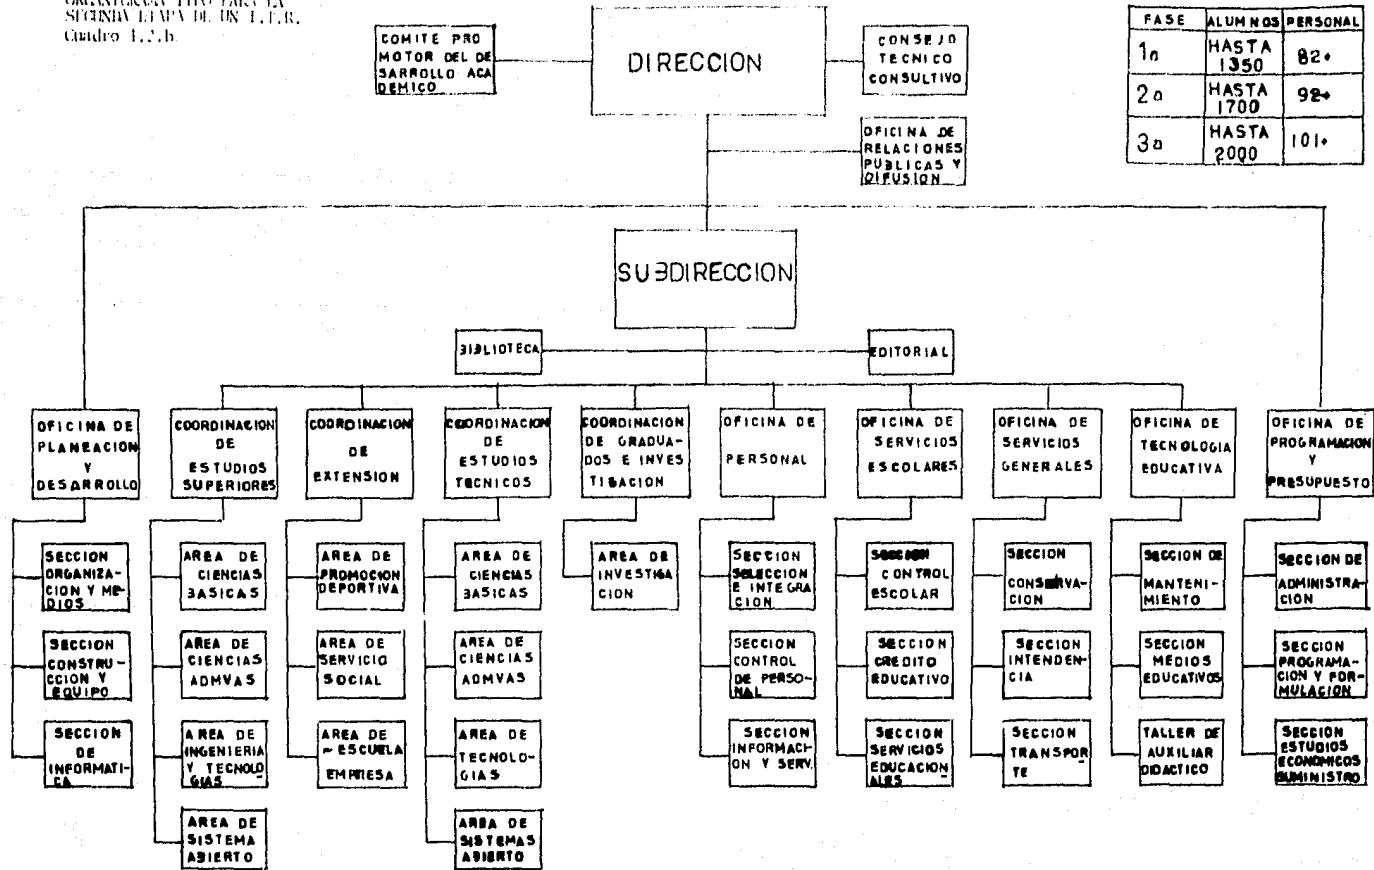 ORGANIGRAMA TIPO PARA LA
SEGUNDA ETAPA DE UN I.T.R.
Cuadro 1.2.b
COMITE PRO
MOTOR DEL DE
SARROLLO ACA
DEMICO
DIRECCION
CONSEJO
TECNICO
CONSULTIVO
FASE ALUMNOS PERSONAL
1a HASTA 1350 82+
2a HASTA 1700 92+
3a HASTA 2000 101+
OFICINA DE
RELACIONES
PUBLICAS Y
DIFUSION
SUBDIRECCION
BIBLIOTECA
EDITORIAL
OFICINA DE
PLANEACION
Y
DESARROLLO
COORDINACION
DE
ESTUDIOS
SUPERIORES
COORDINACION
DE
EXTENSION
COORDINACION
DE
ESTUDIOS
TECNICOS
COORDINACION
DE GRADUA-
DOS E INVES
TIGACION
OFICINA DE
PERSONAL
OFICINA DE
SERVICIOS
ESCOLARES
OFICINA DE
SERVICIOS
GENERALES
OFICINA DE
TECNOLOGIA
EDUCATIVA
OFICINA DE
PROGRAMACION
Y
PRESUPUESTO
SECCION
ORGANIZA-
CION Y ME-
DIOS
AREA DE
CIENCIAS
BASICAS
AREA DE
PROMOCION
DEPORTIVA
AREA DE
CIENCIAS
BASICAS
AREA DE
INVESTIGA
CION
SECCION
SELECCION
E INTEGRA
CION
SECCION
CONTROL
ESCOLAR
SECCION
CONSERVA-
CION
SECCION DE
MANTENI-
MIENTO
SECCION DE
ADMINISTRA-
CION
SECCION
CONSTRU-
CCION Y
EQUIPO
AREA DE
CIENCIAS
ADMVAS
AREA DE
SERVICIO
SOCIAL
AREA DE
CIENCIAS
ADMVAS
SECCION
CONTROL
DE PERSO-
NAL
SECCION
CREDITO
EDUCATIVO
SECCION
INTENDEN-
CIA
SECCION
MEDIOS
EDUCATIVOS
SECCION
PROGRAMA-
CION Y FOR-
MULACION
SECCION
DE
INFORMATI-
CA
AREA DE
INGENIERIA
Y TECNOLO
GIAS
AREA DE
ESCUELA
EMPRESA
AREA DE
TECNOLO-
GIAS
SECCION
INFORMACI-
ON Y SERV.
SECCION
SERVICIOS
EDUCACIO-
NALES
SECCION
TRANSPOR
TE
TALLER DE
AUXILIAR
DIDACTICO
SECCION
ESTUDIOS
ECONOMICOS
SUMINISTRO
AREA DE
SISTEMA
ABIERTO
AREA DE
SISTEMAS
ABIERTO